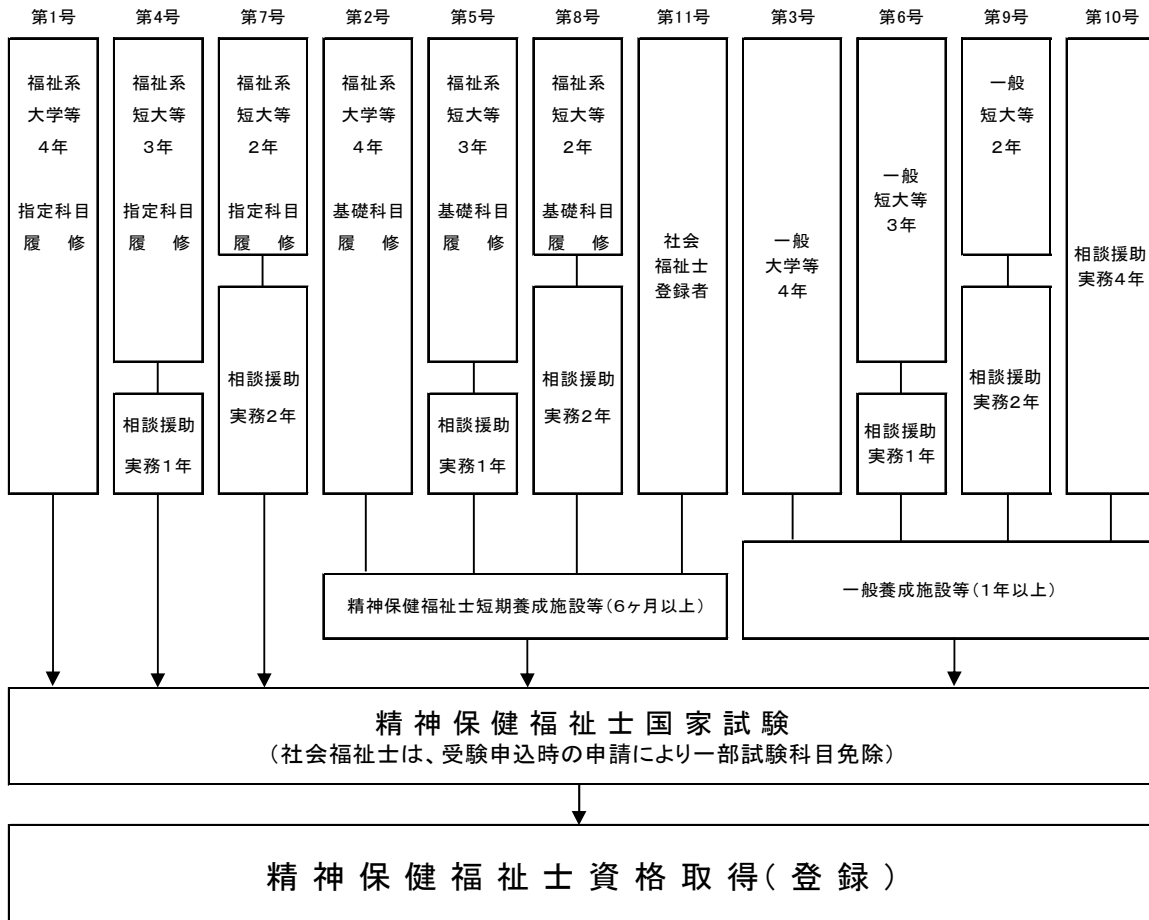 第1号 第4号 第7号 第2号 第5号 第8号 第11号 第3号 第6号 第9号 第10号
福祉系
大学等
4年
指定科目
履 修
福祉系
短大等
3年
指定科目
履 修
相談援助
実務1年
福祉系
短大等
2年
指定科目
履 修
相談援助
実務2年
福祉系
大学等
4年
基礎科目
履 修
福祉系
短大等
3年
基礎科目
履 修
相談援助
実務1年
福祉系
短大等
2年
基礎科目
履 修
相談援助
実務2年
社会
福祉士
登録者
一般
大学等
4年
一般
短大等
3年
相談援助
実務1年
一般
短大等
2年
相談援助
実務2年
相談援助
実務4年
精神保健福祉士短期養成施設等(6ヶ月以上)
一般養成施設等(1年以上)
精神保健福祉士国家試験
(社会福祉士は、受験申込時の申請により一部試験科目免除)
精神保健福祉士資格取得(登録)